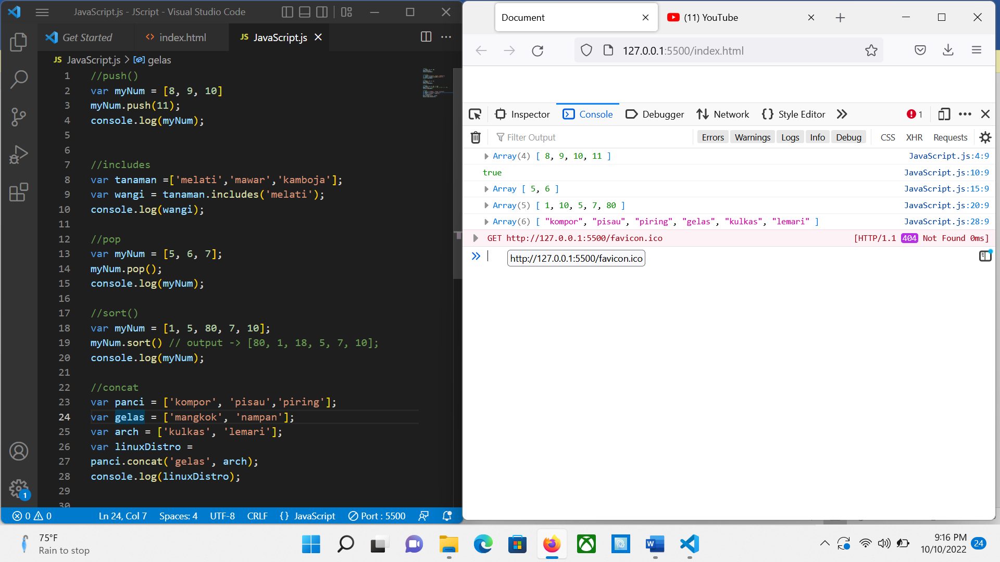 JavaScript.js - JScript - Visual Studio Code
Get Started
index.html
JS JavaScript.js
JS JavaScript.js > gelas
1 //push()
2 var myNum = [8, 9, 10]
3 myNum.push(11);
4 console.log(myNum);
5
6
7 //includes
8 var tanaman =['melati','mawar','kamboja'];
9 var wangi = tanaman.includes('melati');
10 console.log(wangi);
11
12 //pop
13 var myNum = [5, 6, 7];
14 myNum.pop();
15 console.log(myNum);
16
17 //sort()
18 var myNum = [1, 5, 80, 7, 10];
19 myNum.sort() // output -> [80, 1, 18, 5, 7, 10];
20 console.log(myNum);
21
22 //concat
23 var panci = ['kompor', 'pisau','piring'];
24 var gelas = ['mangkok', 'nampan'];
25 var arch = ['kulkas', 'lemari'];
26 var linuxDistro =
27 panci.concat('gelas', arch);
28 console.log(linuxDistro);
29
30
1
0 0 Ln 24, Col 7 Spaces: 4 UTF-8 CRLF {} JavaScript Port : 5500
Document
(11) YouTube
127.0.0.1:5500/index.html
Inspector Console Debugger Network {} Style Editor 1
Filter Output Errors Warnings Logs Info Debug CSS XHR Requests
Array(4) [ 8, 9, 10, 11 ] JavaScript.js:4:9
true JavaScript.js:10:9
Array [ 5, 6 ] JavaScript.js:15:9
Array(5) [ 1, 10, 5, 7, 80 ] JavaScript.js:20:9
Array(6) [ "kompor", "pisau", "piring", "gelas", "kulkas", "lemari" ] JavaScript.js:28:9
GET http://127.0.0.1:5500/favicon.ico [HTTP/1.1 404 Not Found 0ms]
http://127.0.0.1:5500/favicon.ico
75°F
Rain to stop
W
9:16 PM
10/10/2022
24